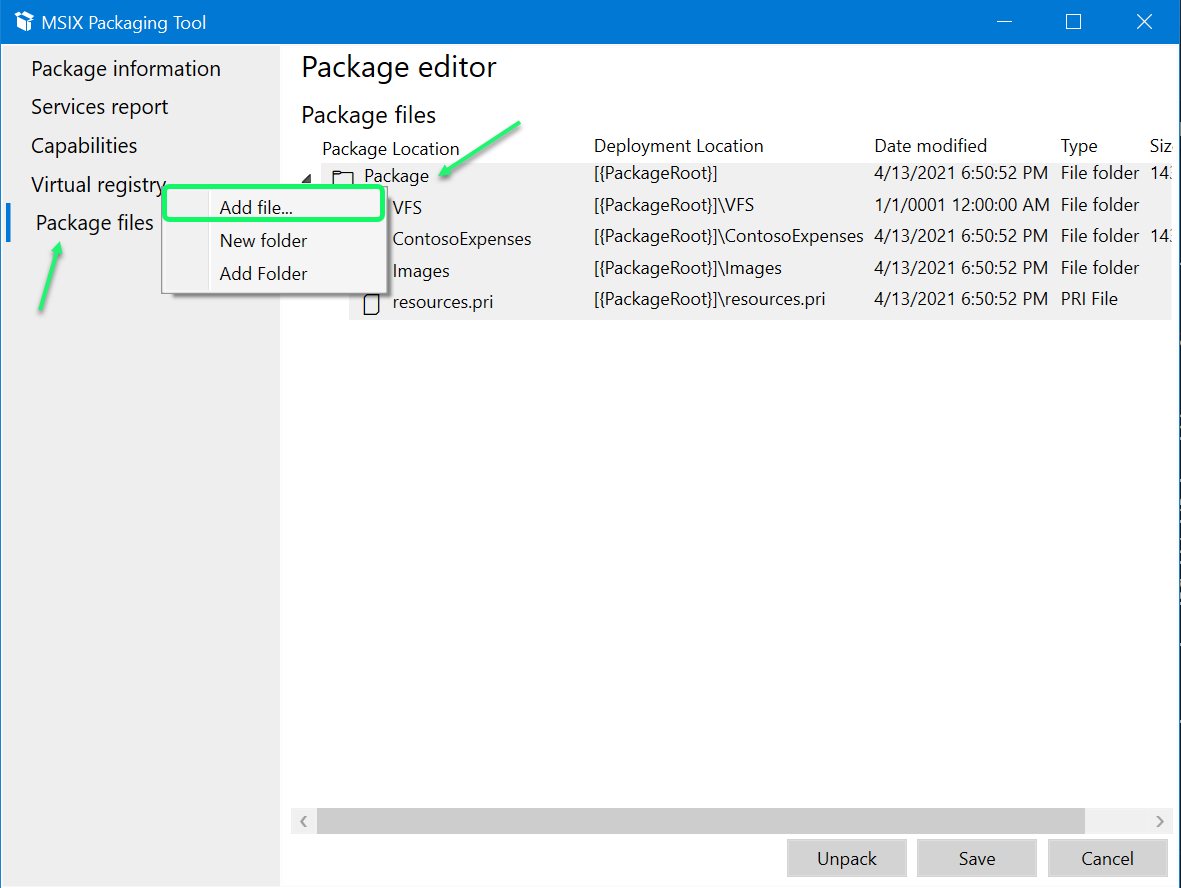 MSIX Packaging Tool
Package information
Services report
Capabilities
Virtual registry
Package files
Add file...
New folder
Add Folder
Package editor
Package files
Package Location Deployment Location Date modified Type Siz
Package [{PackageRoot}] 4/13/2021 6:50:52 PM File folder 143
VFS [{PackageRoot}]\VFS 1/1/0001 12:00:00 AM File folder
ContosoExpenses [{PackageRoot}]\ContosoExpenses 4/13/2021 6:50:52 PM File folder 143
Images [{PackageRoot}]\Images 4/13/2021 6:50:52 PM File folder
resources.pri [{PackageRoot}]\resources.pri 4/13/2021 6:50:52 PM PRI File
Unpack Save Cancel